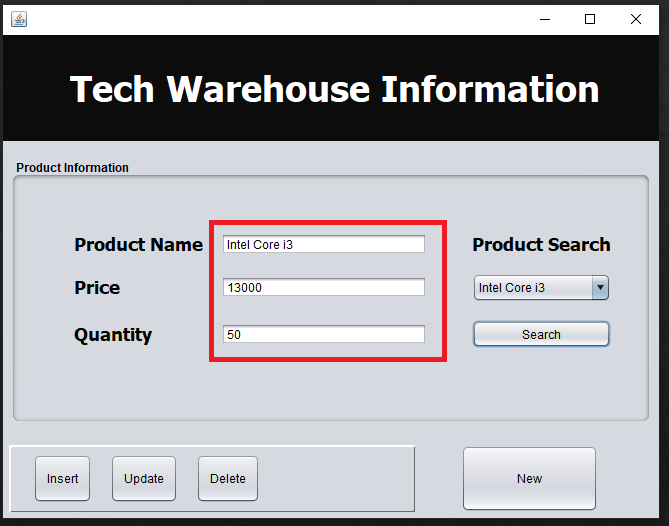 Tech Warehouse Information
Product Information
Product Name Intel Core i3 Product Search
Price 13000 Intel Core i3
Quantity 50 Search
Insert Update Delete New